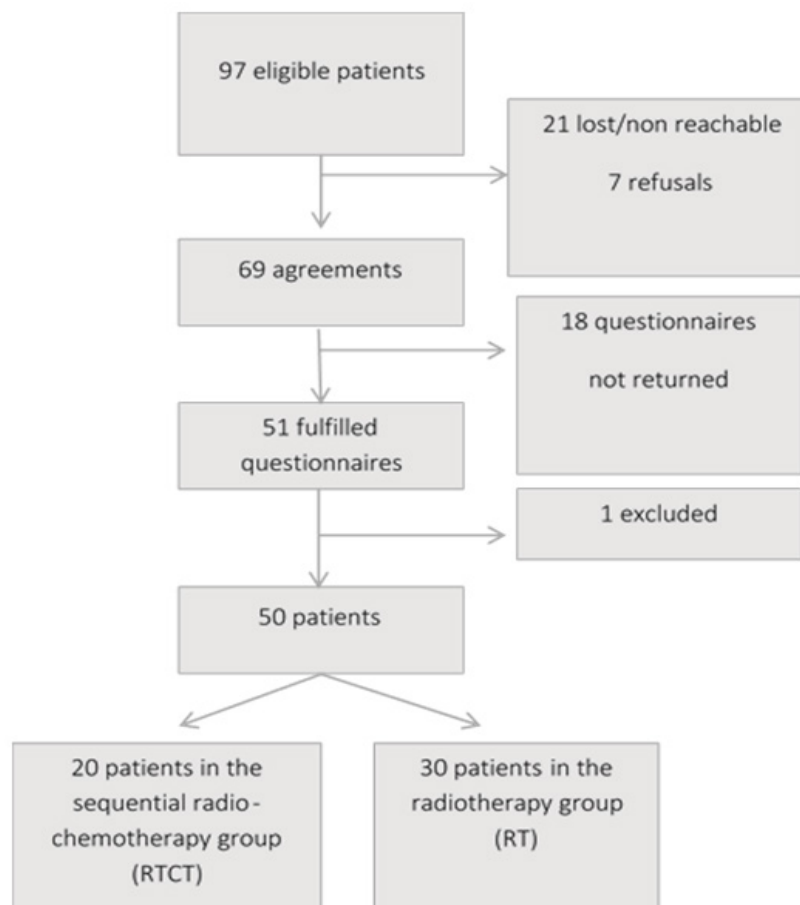 97 eligible patients
21 lost/non reachable
7 refusals
69 agreements
18 questionnaires
not returned
51 fulfilled
questionnaires
1 excluded
50 patients
20 patients in the
sequential radio-
chemotherapy group
(RTCT)
30 patients in the
radiotherapy group
(RT)